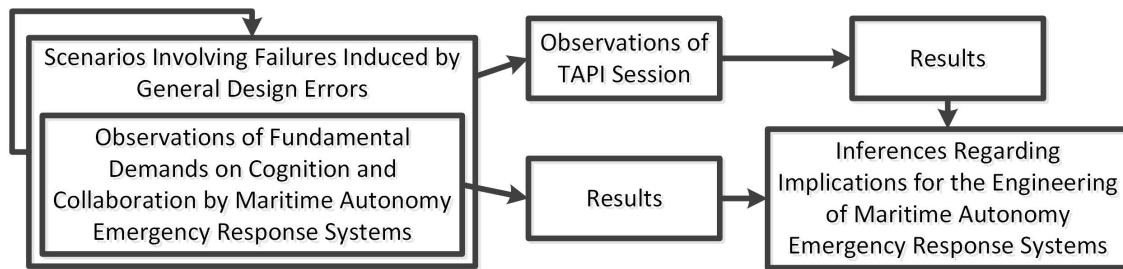 Scenarios Involving Failures Induced by
General Design Errors
Observations of Fundamental
Demands on Cognition and
Collaboration by Maritime Autonomy
Emergency Response Systems
Observations of
TAPI Session
Results
Results
Inferences Regarding
Implications for the Engineering
of Maritime Autonomy
Emergency Response Systems